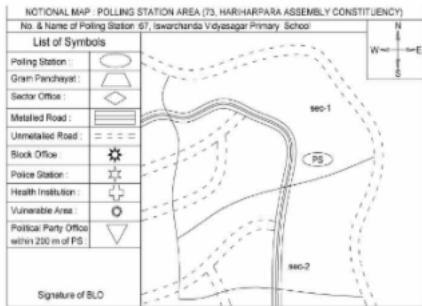 NOTIONAL MAP : POLLING STATION AREA (73, HARIHARPARA ASSEMBLY CONSTITUENCY)
No. & Name of Polling Station :67, Iswarchanda Vidyasagar Primary School
List of Symbols
Polling Station :
Gram Panchayat :
Sector Office :
Metalled Road :
Unmetalled Road :
Block Office :
Police Station :
Health Institution :
Vulnerable Area :
Political Party Office
within 200 m of PS :
Signature of BLO
N
W E
S
sec-1
PS
sec-2